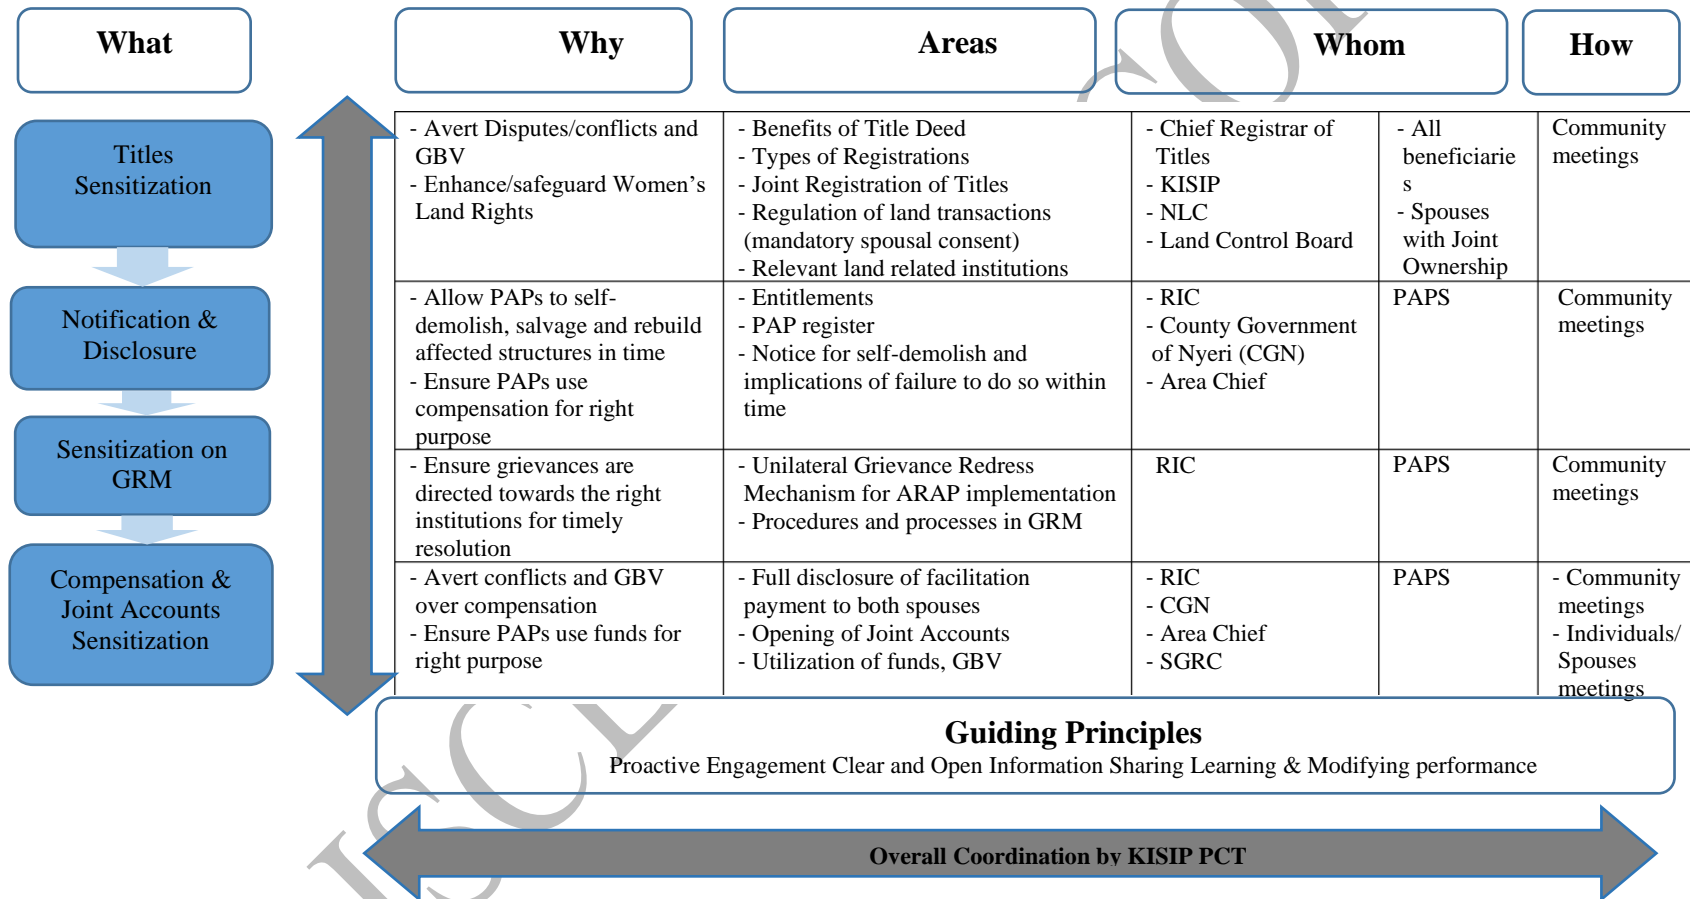 What
Why
Areas
Whom
How
Titles
Sensitization
Notification &
Disclosure
Sensitization on
GRM
Compensation &
Joint Accounts
Sensitization
- Avert Disputes/conflicts and
GBV
- Enhance/safeguard Women's
Land Rights
- Benefits of Title Deed
- Types of Registrations
- Joint Registration of Titles
- Regulation of land transactions
(mandatory spousal consent)
- Relevant land related institutions
- Chief Registrar of
Titles
- KISIP
- NLC
- Land Control Board
- All
beneficiarie
s
- Spouses
with Joint
Ownership
Community
meetings
- Allow PAPs to self-
demolish, salvage and rebuild
affected structures in time
- Ensure PAPs use
compensation for right
purpose
- Entitlements
- PAP register
- Notice for self-demolish and
implications of failure to do so within
time
- RIC
- County Government
of Nyeri (CGN)
- Area Chief
PAPS
Community
meetings
- Ensure grievances are
directed towards the right
institutions for timely
resolution
- Unilateral Grievance Redress
Mechanism for ARAP implementation
- Procedures and processes in GRM
RIC
PAPS
Community
meetings
- Avert conflicts and GBV
over compensation
- Ensure PAPs use funds for
right purpose
- Full disclosure of facilitation
payment to both spouses
- Opening of Joint Accounts
- Utilization of funds, GBV
- RIC
- CGN
- Area Chief
- SGRC
PAPS
- Community
meetings
- Individuals/
Spouses
meetings
Guiding Principles
Proactive Engagement Clear and Open Information Sharing Learning & Modifying performance
Overall Coordination by KISIP PCT